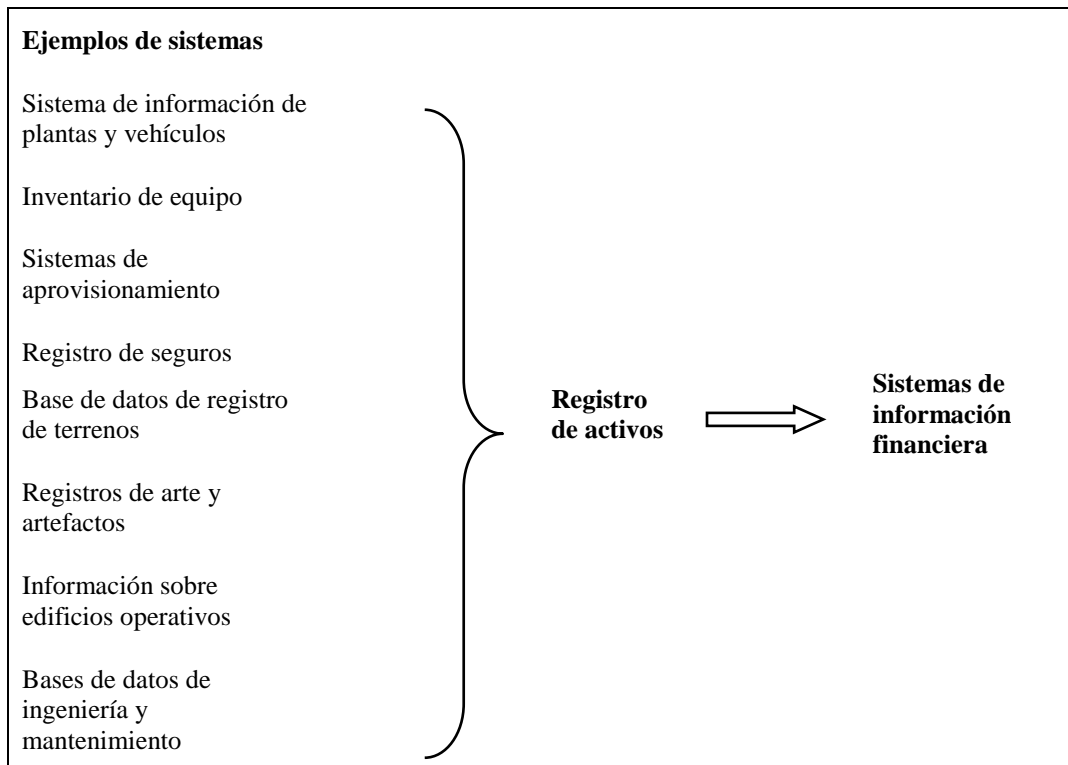 Ejemplos de sistemas
Sistema de información de
plantas y vehículos
Inventario de equipo
Sistemas de
aprovisionamiento
Registro de seguros
Base de datos de registro
de terrenos
Registros de arte y
artefactos
Información sobre
edificios operativos
Bases de datos de
ingeniería y
mantenimiento
Registro
de activos
Sistemas de
información
financiera